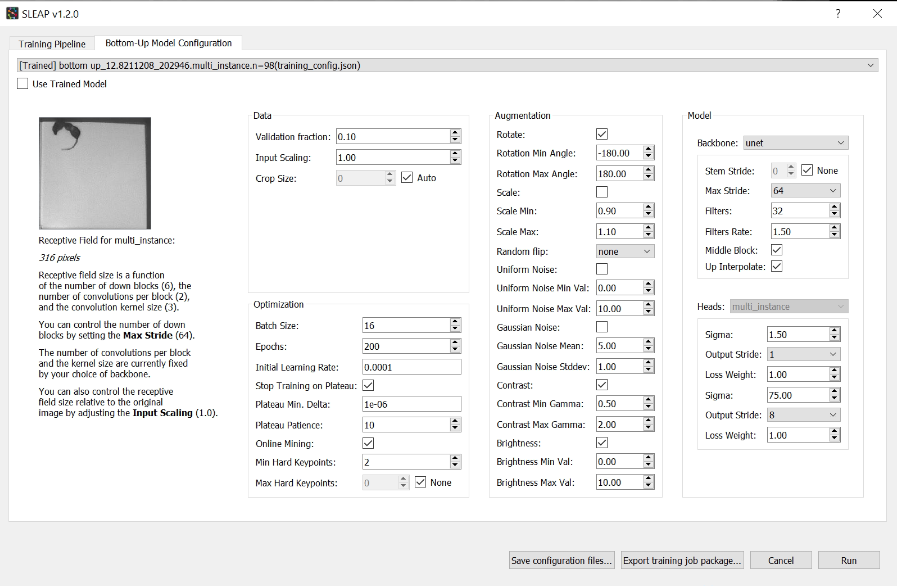 SLEAP v1.2.0
?
Training Pipeline
Bottom-Up Model Configuration
[Trained] bottom up_12.8211208_202946.multi_instance.n=98(training_config.json)
Use Trained Model
Receptive Field for multi_instance:
316 pixels
Receptive field size is a function
of the number of down blocks (6), the
number of convolutions per block (2),
and the convolution kernel size (3).
You can control the number of down
blocks by setting the Max Stride (64).
The number of convolutions per block
and the kernel size are currently fixed
by your choice of backbone.
You can also control the receptive
field size relative to the original
image by adjusting the Input Scaling (1.0).
Data
Validation fraction: 0.10
Input Scaling: 1.00
Crop Size: 0 Auto
Optimization
Batch Size: 16
Epochs: 200
Initial Learning Rate: 0.0001
Stop Training on Plateau:
Plateau Min. Delta: 1e-06
Plateau Patience: 10
Online Mining:
Min Hard Keypoints: 2
Max Hard Keypoints: 0 None
Augmentation
Rotate:
Rotation Min Angle: -180.00
Rotation Max Angle: 180.00
Scale:
Scale Min: 0.90
Scale Max: 1.10
Random flip: none
Uniform Noise:
Uniform Noise Min Val: 0.00
Uniform Noise Max Val: 10.00
Gaussian Noise:
Gaussian Noise Mean: 5.00
Gaussian Noise Stddev: 1.00
Contrast:
Contrast Min Gamma: 0.50
Contrast Max Gamma: 2.00
Brightness:
Brightness Min Val: 0.00
Brightness Max Val: 10.00
Model
Backbone: unet
Stem Stride: 0 None
Max Stride: 64
Filters: 32
Filters Rate: 1.50
Middle Block:
Up Interpolate:
Heads: multi_instance
Sigma: 1.50
Output Stride: 1
Loss Weight: 1.00
Sigma: 75.00
Output Stride: 8
Loss Weight: 1.00
Save configuration files...
Export training job package...
Cancel
Run